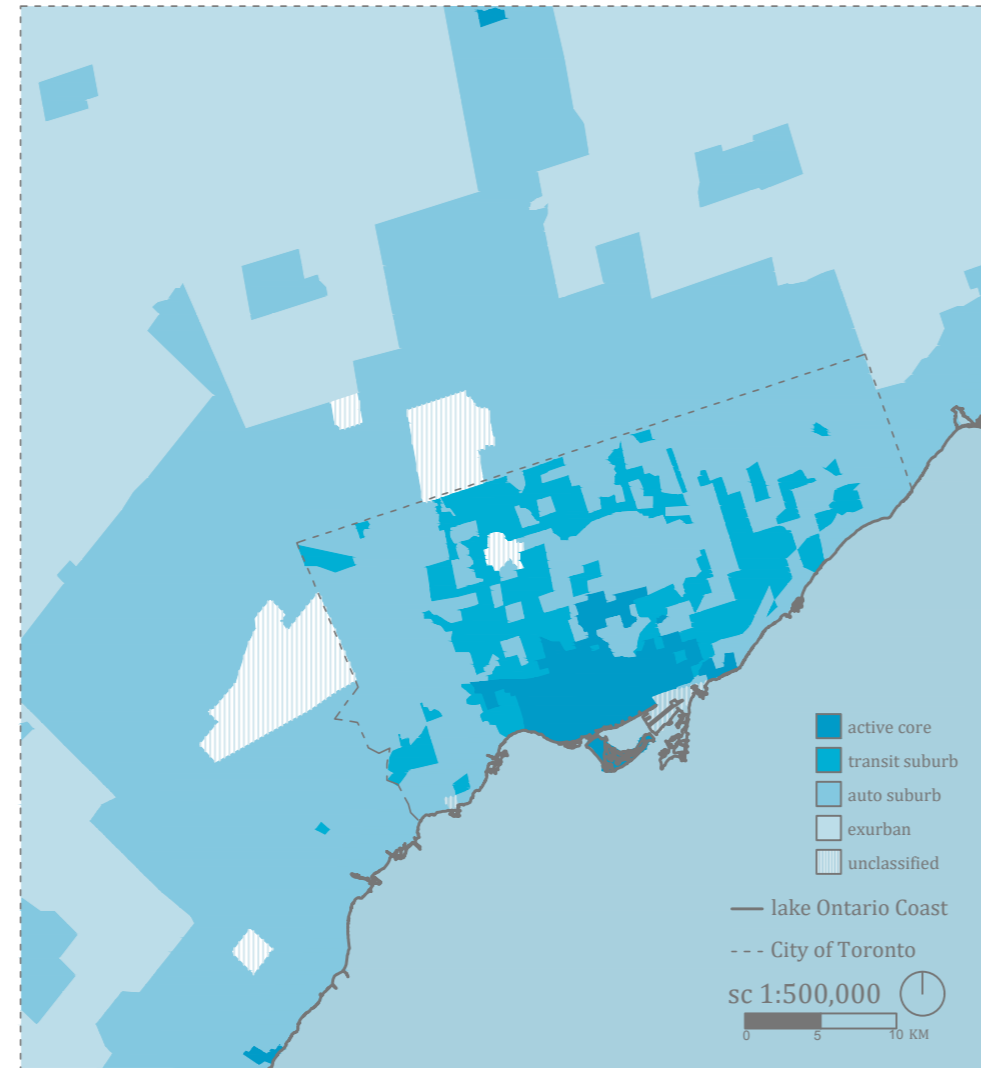 active core
transit suburb
auto suburb
exurban
unclassified
lake Ontario Coast
City of Toronto
sc 1:500,000
0 5 10 KM